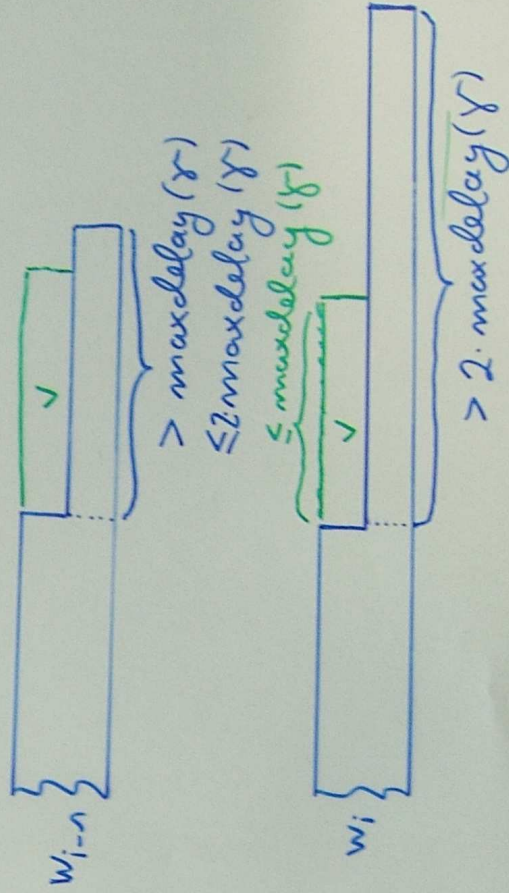 w_{i-1}
v
> maxdelay(γ)
≤ 2·maxdelay(γ)
≤ maxdelay(γ)
v
w_i
> 2·maxdelay(γ)